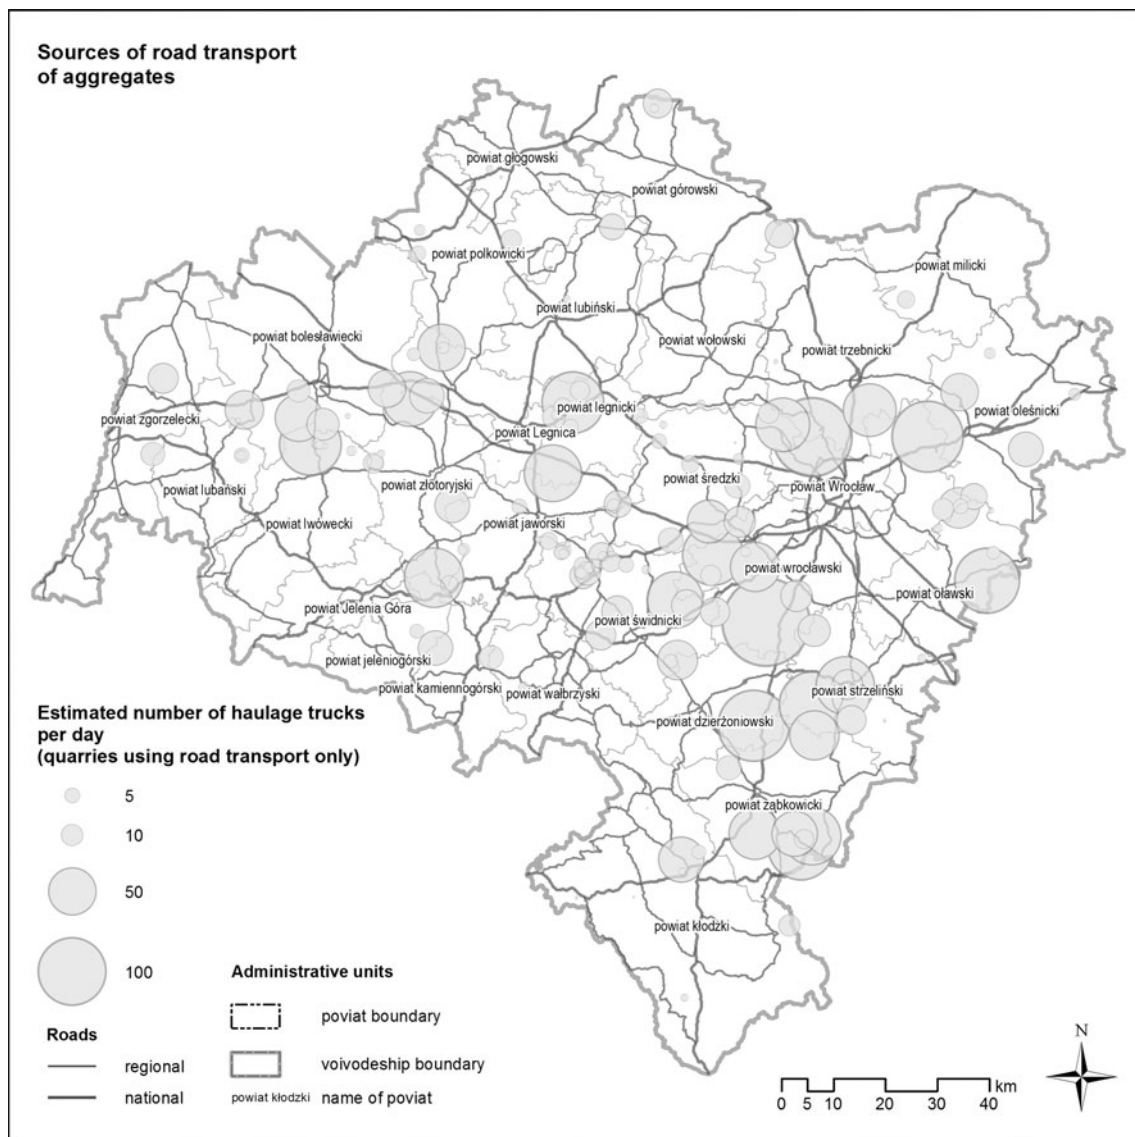 Sources of road transport
of aggregates
powiat głogowski
powiat górowski
powiat polkowicki
powiat milicki
powiat lubiński
powiat bolesławiecki
powiat wołowski
powiat trzebnicki
powiat legnicki
powiat oleśnicki
powiat zgorzelecki
powiat Legnica
powiat średzki
powiat złotoryjski
powiat Wrocław
powiat lubański
powiat lwówecki
powiat jaworski
powiat wrocławski
powiat oławski
powiat Jelenia Góra
powiat świdnicki
powiat jeleniogórski
powiat kamiennogórski
powiat wałbrzyski
powiat strzeliński
powiat dzierżoniowski
powiat ząbkowicki
powiat kłodzki
Estimated number of haulage trucks
per day
(quarries using road transport only)
5
10
50
100
Roads
regional
national
Administrative units
poviat boundary
voivodeship boundary
powiat kłodzki name of poviat
km
0 5 10 20 30 40
N